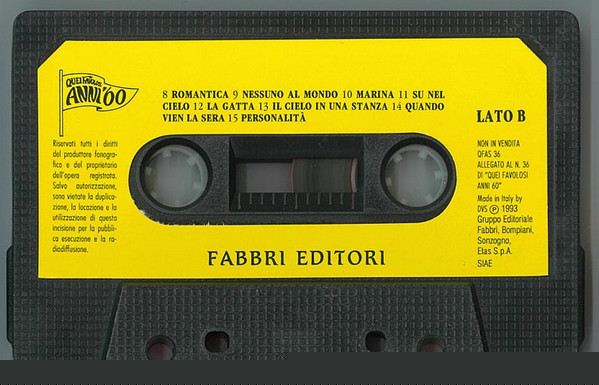 QUEI FAVOLOSI
ANNI '60
8 ROMANTICA 9 NESSUNO AL MONDO 10 MARINA 11 SU NEL
CIELO 12 LA GATTA 13 IL CIELO IN UNA STANZA 14 QUANDO
VIEN LA SERA 15 PERSONALITÀ
LATO B
Riservati tutti i diritti
del produttore fonogra-
fico e del proprietario
dell'opera registrata.
Salvo autorizzazione,
sono vietate la duplica-
zione, la locazione e la
utilizzazione di questa
incisione per la pubbli-
ca esecuzione e la ra-
diodiffusione.
NON IN VENDITA
QFAS 36
ALLEGATO AL N. 36
DI "QUEI FAVOLOSI
ANNI 60"
Made in Italy by
DVS ℗ 1993
Gruppo Editoriale
Fabbri, Bompiani,
Sonzogno,
Etas S.p.A.
SIAE
FABBRI EDITORI